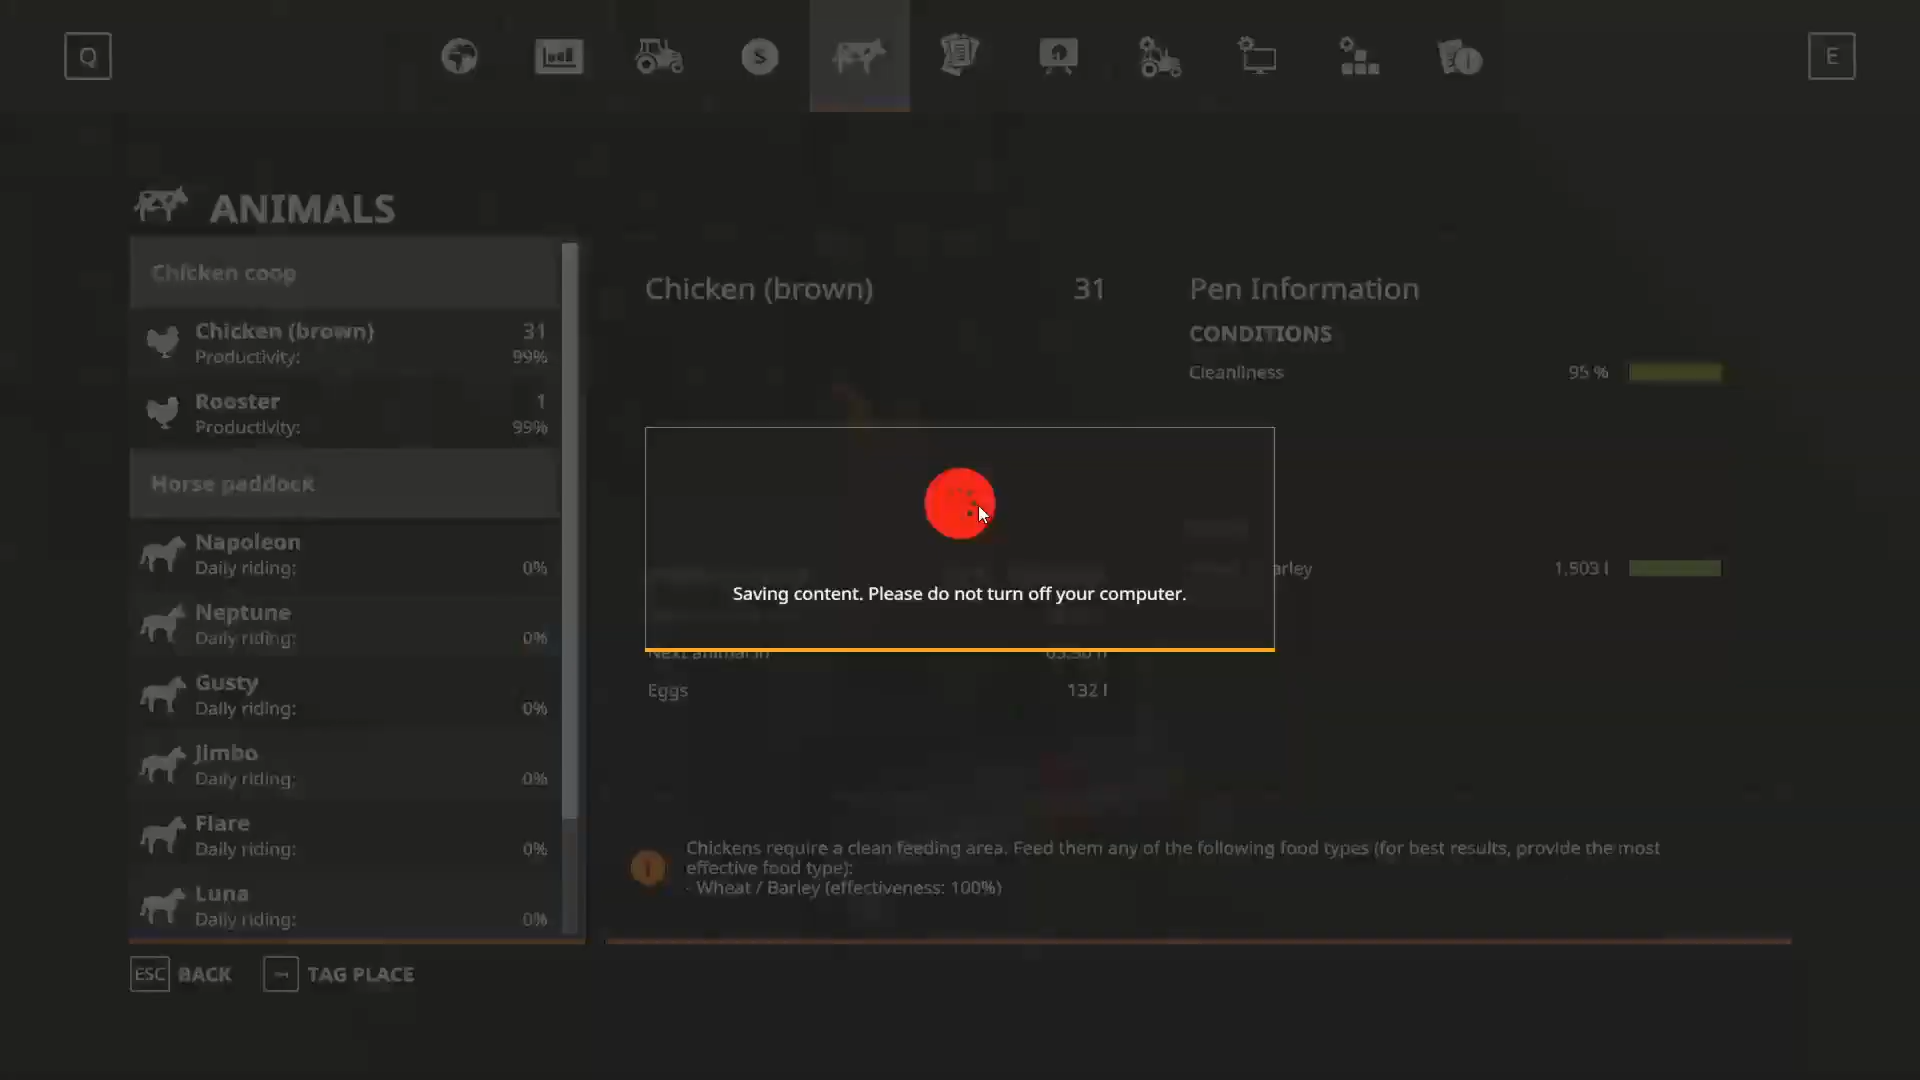 Q
E
ANIMALS
Chicken coop
Chicken (brown) 31
Productivity: 99%
Rooster 1
Productivity: 99%
Horse paddock
Napoleon
Daily riding: 0%
Neptune
Daily riding: 0%
Gusty
Daily riding: 0%
Jimbo
Daily riding: 0%
Flare
Daily riding: 0%
Luna
Daily riding: 0%
Chicken (brown) 31
Pen Information
CONDITIONS
Cleanliness 95 %
arley 1,503 l
Saving content. Please do not turn off your computer.
Next animal in
Eggs 132 l
Chickens require a clean feeding area. Feed them any of the following food types (for best results, provide the most
effective food type):
- Wheat / Barley (effectiveness: 100%)
ESC BACK TAG PLACE